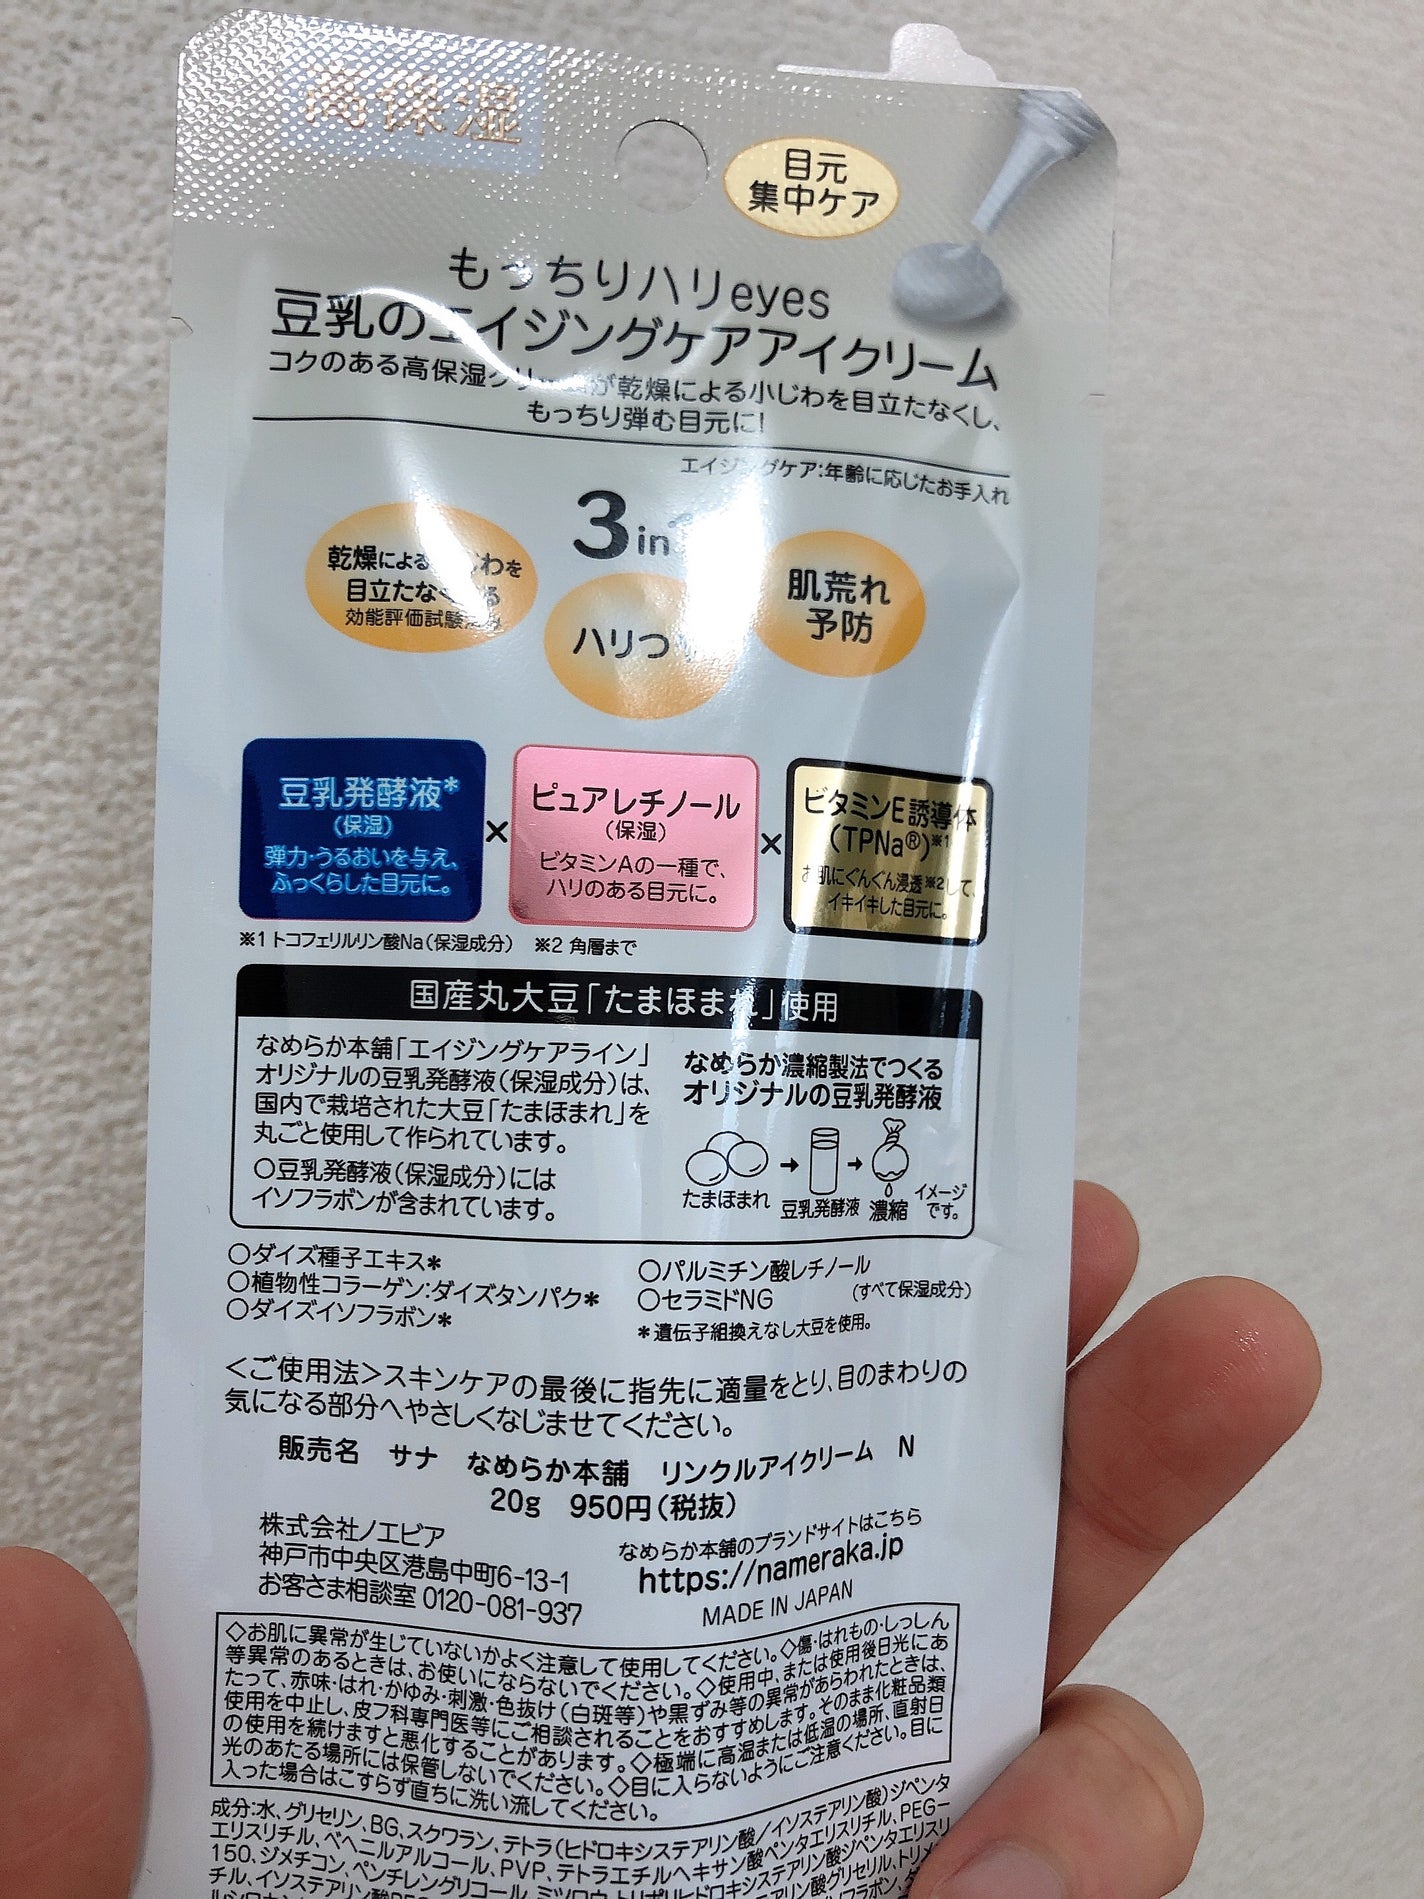 高保湿
目元
集中ケア
もっちりハリeyes
豆乳のエイジングケアアイクリーム
コクのある高保湿クリームが乾燥による小じわを目立たなくし、
もっちり弾む目元に!
エイジングケア:年齢に応じたお手入れ
3in
乾燥による わを
目立たな る
効能評価試験済み
ハリつ
肌荒れ
予防
豆乳発酵液*
(保湿)
弾力・うるおいを与え、
ふっくらした目元に。
×
ピュアレチノール
(保湿)
ビタミンAの一種で、
ハリのある目元に。
×
ビタミンE誘導体
(TPNa®)※1
お肌にぐんぐん浸透※2して、
イキイキした目元に。
※1 トコフェリルリン酸Na(保湿成分) ※2 角層まで
国産丸大豆「たまほまれ」使用
なめらか本舗「エイジングケアライン」
オリジナルの豆乳発酵液(保湿成分)は、
国内で栽培された大豆「たまほまれ」を
丸ごと使用して作られています。
○豆乳発酵液(保湿成分)には
イソフラボンが含まれています。
なめらか濃縮製法でつくる
オリジナルの豆乳発酵液
たまほまれ 豆乳発酵液 濃縮 イメージ
です。
○ダイズ種子エキス*
○植物性コラーゲン:ダイズタンパク*
○ダイズイソフラボン*
○パルミチン酸レチノール
○セラミドNG (すべて保湿成分)
*遺伝子組換えなし大豆を使用。
<ご使用法>スキンケアの最後に指先に適量をとり、目のまわりの
気になる部分へやさしくなじませてください。
販売名 サナ なめらか本舗 リンクルアイクリーム N
20g 950円(税抜)
株式会社ノエビア
神戸市中央区港島中町6-13-1
お客さま相談室 0120-081-937
なめらか本舗のブランドサイトはこちら
https://nameraka.jp
MADE IN JAPAN
◇お肌に異常が生じていないかよく注意して使用してください。◇傷・はれもの・しっしん
等異常のあるときは、お使いにならないでください。◇使用中、または使用後日光にあ
たって、赤味・はれ・かゆみ・刺激・色抜け(白斑等)や黒ずみ等の異常があらわれたときは、
使用を中止し、皮フ科専門医等にご相談されることをおすすめします。そのまま化粧品類
の使用を続けますと悪化することがあります。◇極端に高温または低温の場所、直射日
光のあたる場所には保管しないでください。◇目に入らないようにご注意ください。目に
入った場合はこすらず直ちに洗い流してください。
成分:水、グリセリン、BG、スクワラン、テトラ(ヒドロキシステアリン酸/イソステアリン酸)ジペンタ
エリスリチル、ベヘニルアルコール、PVP、テトラエチルヘキサン酸ペンタエリスリチル、PEG-
150、ジメチコン、ペンチレングリコール、ミツロウ、トリポリヒドロキシステアリン酸ジペンタエリスリ
チル、イソステアリン酸